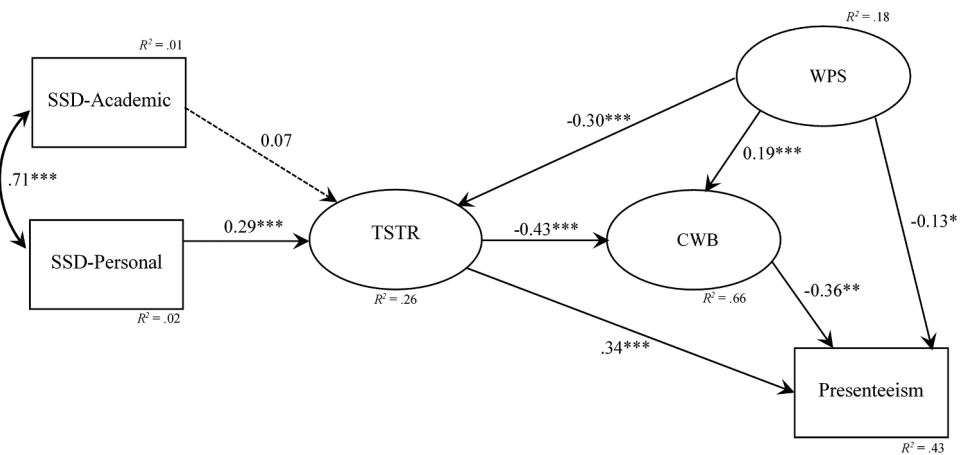 R² = .18
R² = .01
WPS
SSD-Academic
-0.30***
0.07
0.19***
.71***
-0.13*
TSTR
0.29***
-0.43***
CWB
SSD-Personal
R² = .26
R² = .66
-0.36**
R² = .02
.34***
Presenteeism
R² = .43